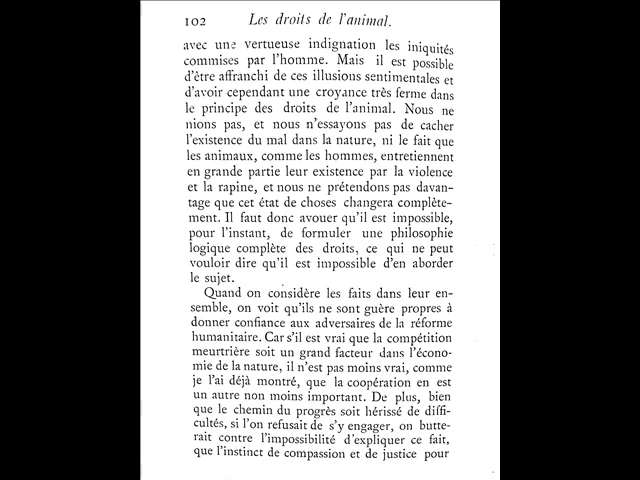 102 Les droits de l'animal.
avec une vertueuse indignation les iniquités
commises par l'homme. Mais il est possible
d'être affranchi de ces illusions sentimentales et
d'avoir cependant une croyance très ferme dans
le principe des droits de l'animal. Nous ne
nions pas, et nous n'essayons pas de cacher
l'existence du mal dans la nature, ni le fait que
les animaux, comme les hommes, entretiennent
en grande partie leur existence par la violence
et la rapine, et nous ne prétendons pas davan-
tage que cet état de choses changera complète-
ment. Il faut donc avouer qu'il est impossible,
pour l'instant, de formuler une philosophie
logique complète des droits, ce qui ne peut
vouloir dire qu'il est impossible d'en aborder
le sujet.
Quand on considère les faits dans leur en-
semble, on voit qu'ils ne sont guère propres à
donner confiance aux adversaires de la réforme
humanitaire. Car s'il est vrai que la compétition
meurtrière soit un grand facteur dans l'écono-
mie de la nature, il n'est pas moins vrai, comme
je l'ai déjà montré, que la coopération en est
un autre non moins important. De plus, bien
que le chemin du progrès soit hérissé de diffi-
cultés, si l'on refusait de s'y engager, on butte-
rait contre l'impossibilité d'expliquer ce fait,
que l'instinct de compassion et de justice pour